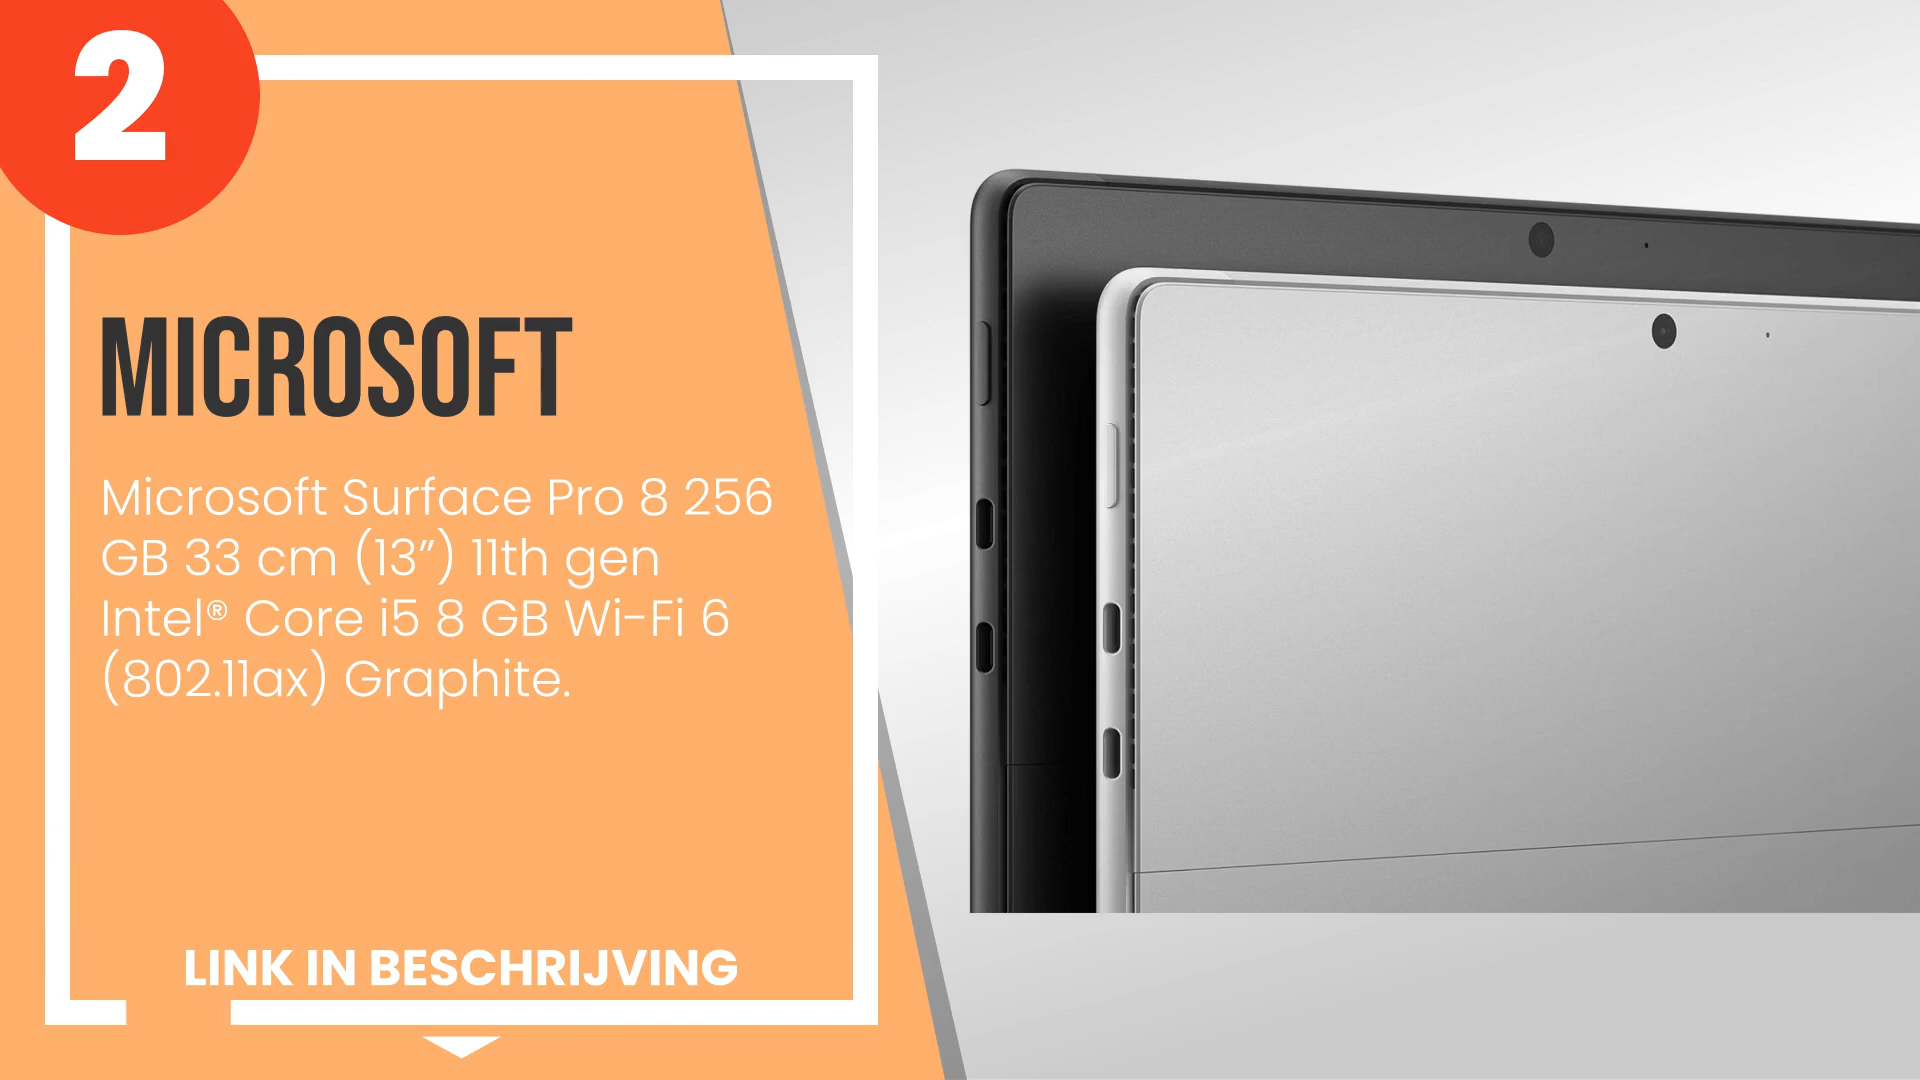 2
MICROSOFT
Microsoft Surface Pro 8 256
GB 33 cm (13”) 11th gen
Intel® Core i5 8 GB Wi-Fi 6
(802.11ax) Graphite.
LINK IN BESCHRIJVING